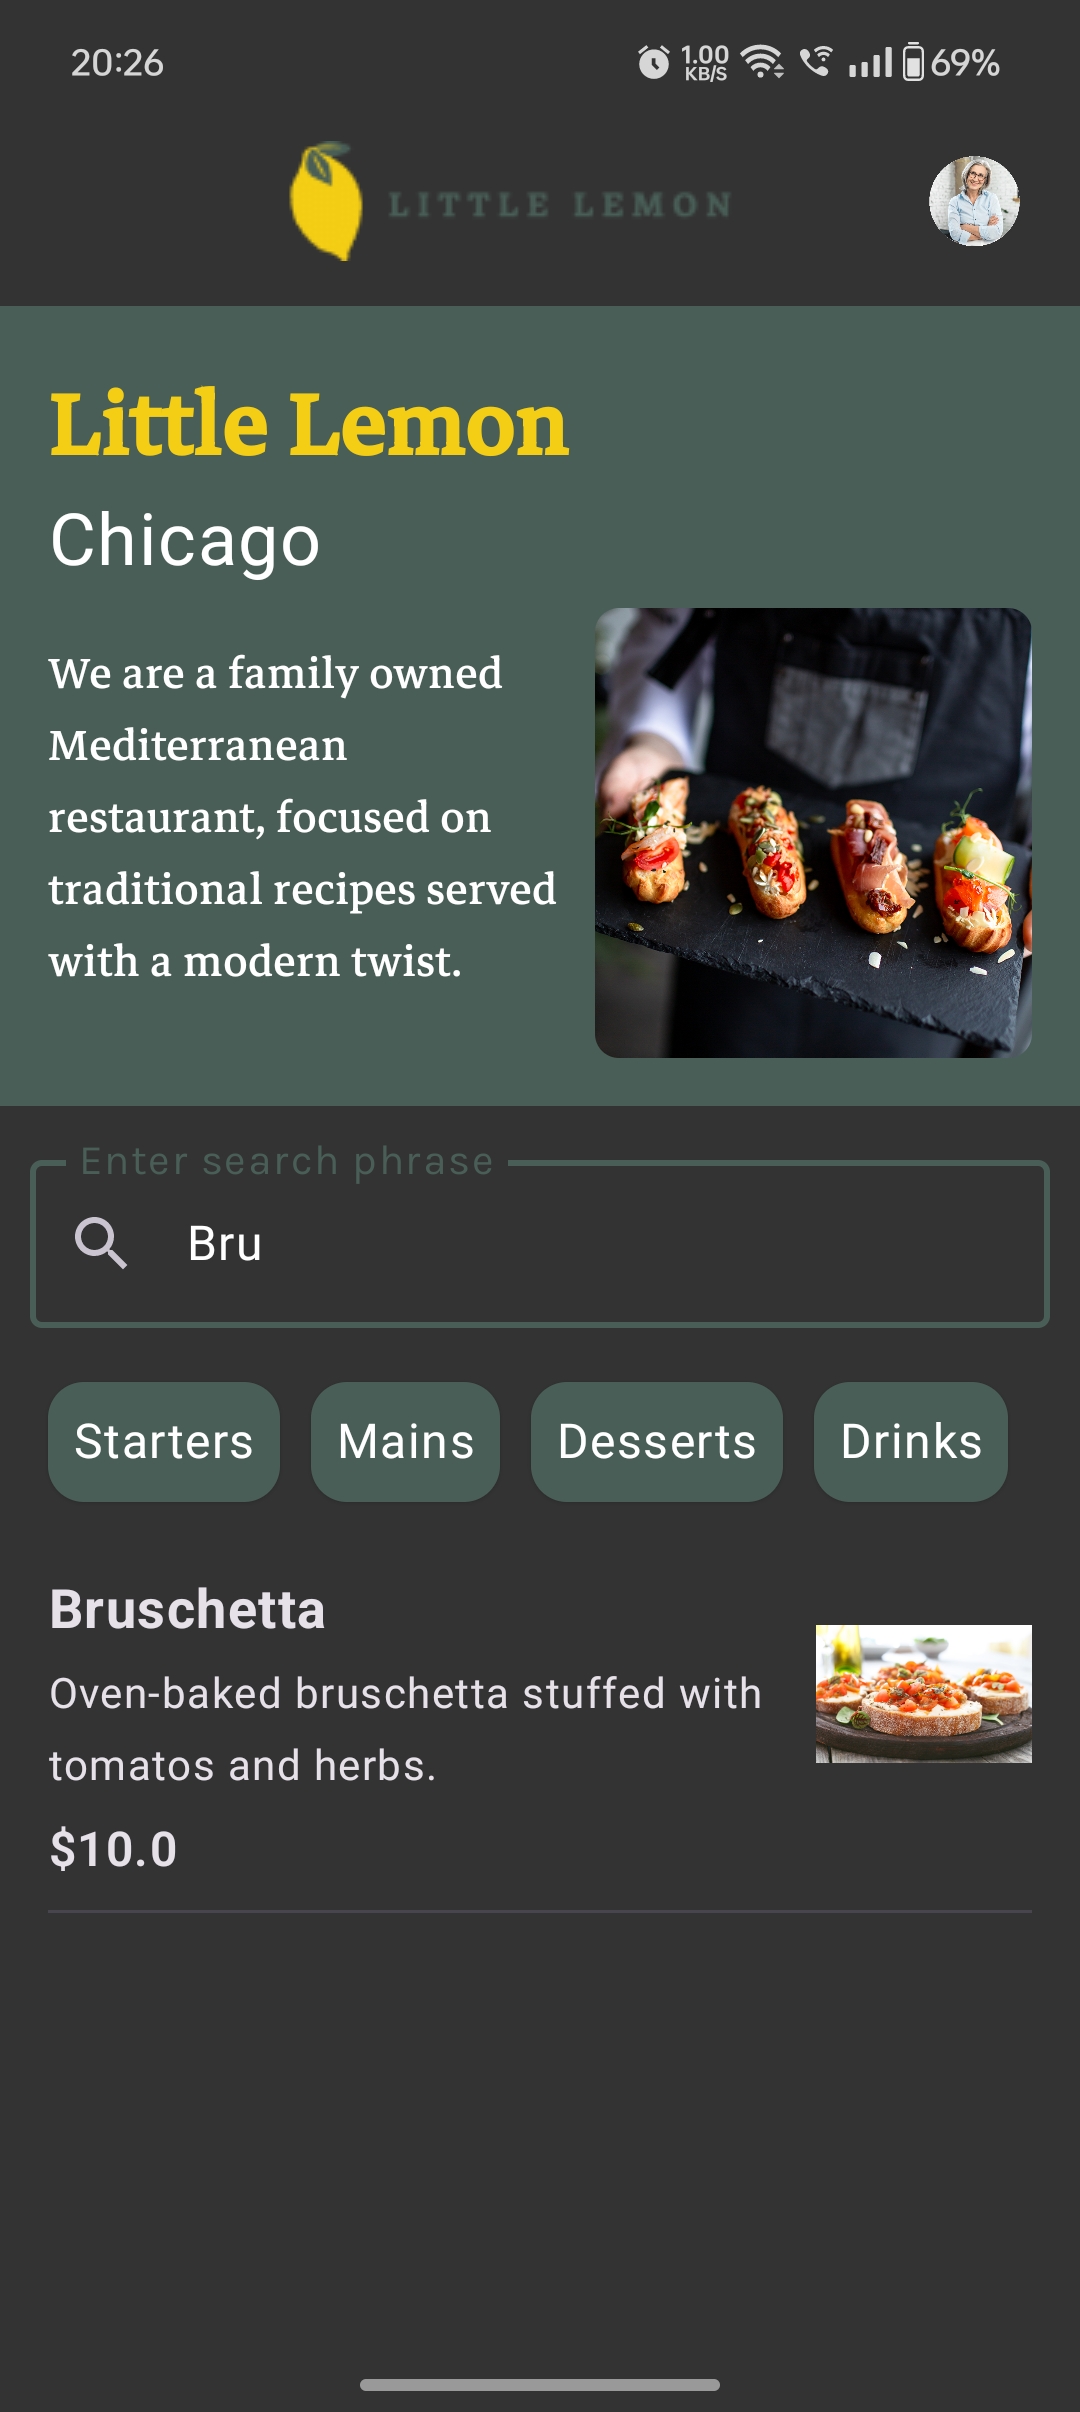 20:26
1.00
KB/S
69%
LITTLE LEMON
Little Lemon
Chicago
We are a family owned
Mediterranean
restaurant, focused on
traditional recipes served
with a modern twist.
Enter search phrase
Bru
Starters Mains Desserts Drinks
Bruschetta
Oven-baked bruschetta stuffed with
tomatos and herbs.
$10.0